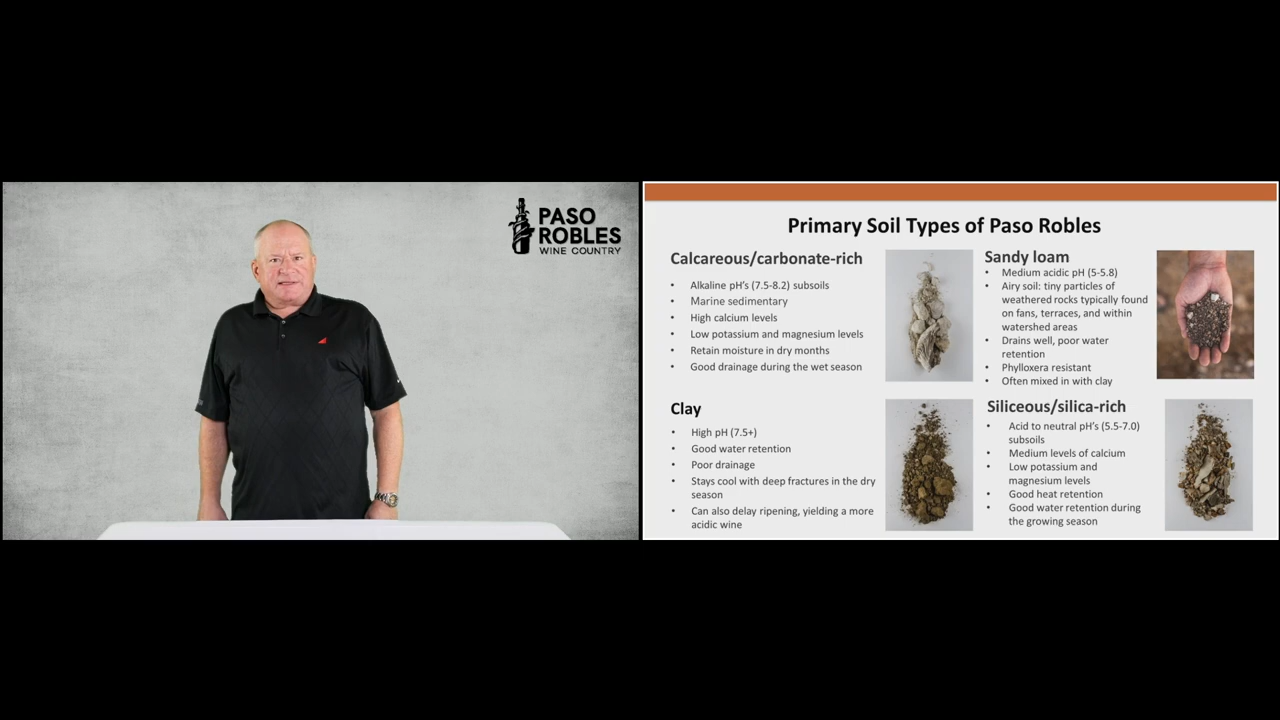 PASO
ROBLES
WINE COUNTRY
Primary Soil Types of Paso Robles
Calcareous/carbonate-rich
• Alkaline pH's (7.5-8.2) subsoils
• Marine sedimentary
• High calcium levels
• Low potassium and magnesium levels
• Retain moisture in dry months
• Good drainage during the wet season
Clay
• High pH (7.5+)
• Good water retention
• Poor drainage
• Stays cool with deep fractures in the dry
season
• Can also delay ripening, yielding a more
acidic wine
Sandy loam
• Medium acidic pH (5-5.8)
• Airy soil: tiny particles of
weathered rocks typically found
on fans, terraces, and within
watershed areas
• Drains well, poor water
retention
• Phylloxera resistant
• Often mixed in with clay
Siliceous/silica-rich
• Acid to neutral pH's (5.5-7.0)
subsoils
• Medium levels of calcium
• Low potassium and
magnesium levels
• Good heat retention
• Good water retention during
the growing season